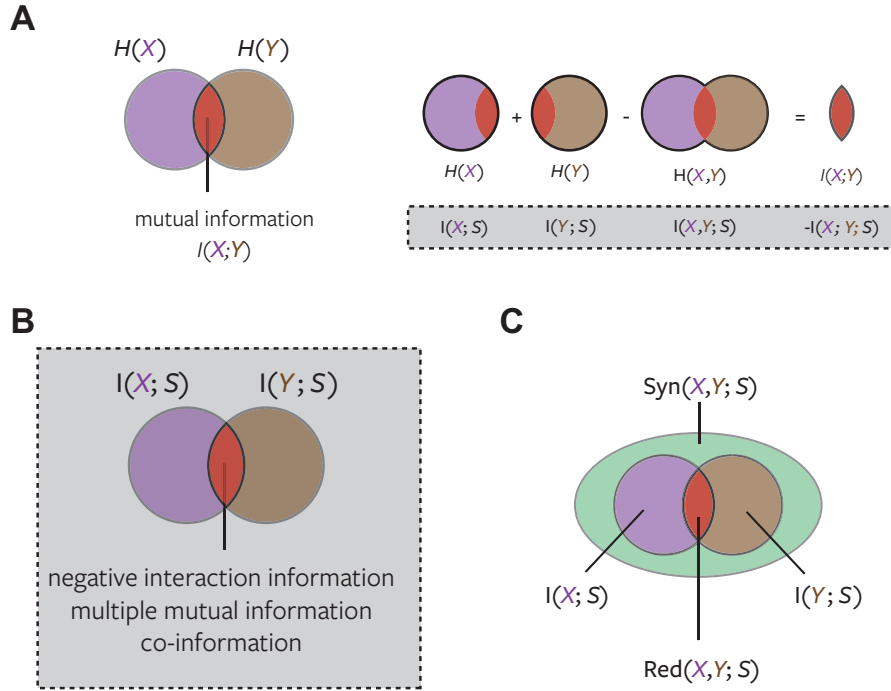 A
H(X) H(Y)
mutual information
I(X;Y)
+ - =
H(X) H(Y) H(X,Y) I(X;Y)
I(X; S) I(Y; S) I(X,Y; S) -I(X; Y; S)
B
I(X; S) I(Y; S)
negative interaction information
multiple mutual information
co-information
C
Syn(X,Y; S)
I(X; S) I(Y; S)
Red(X,Y; S)